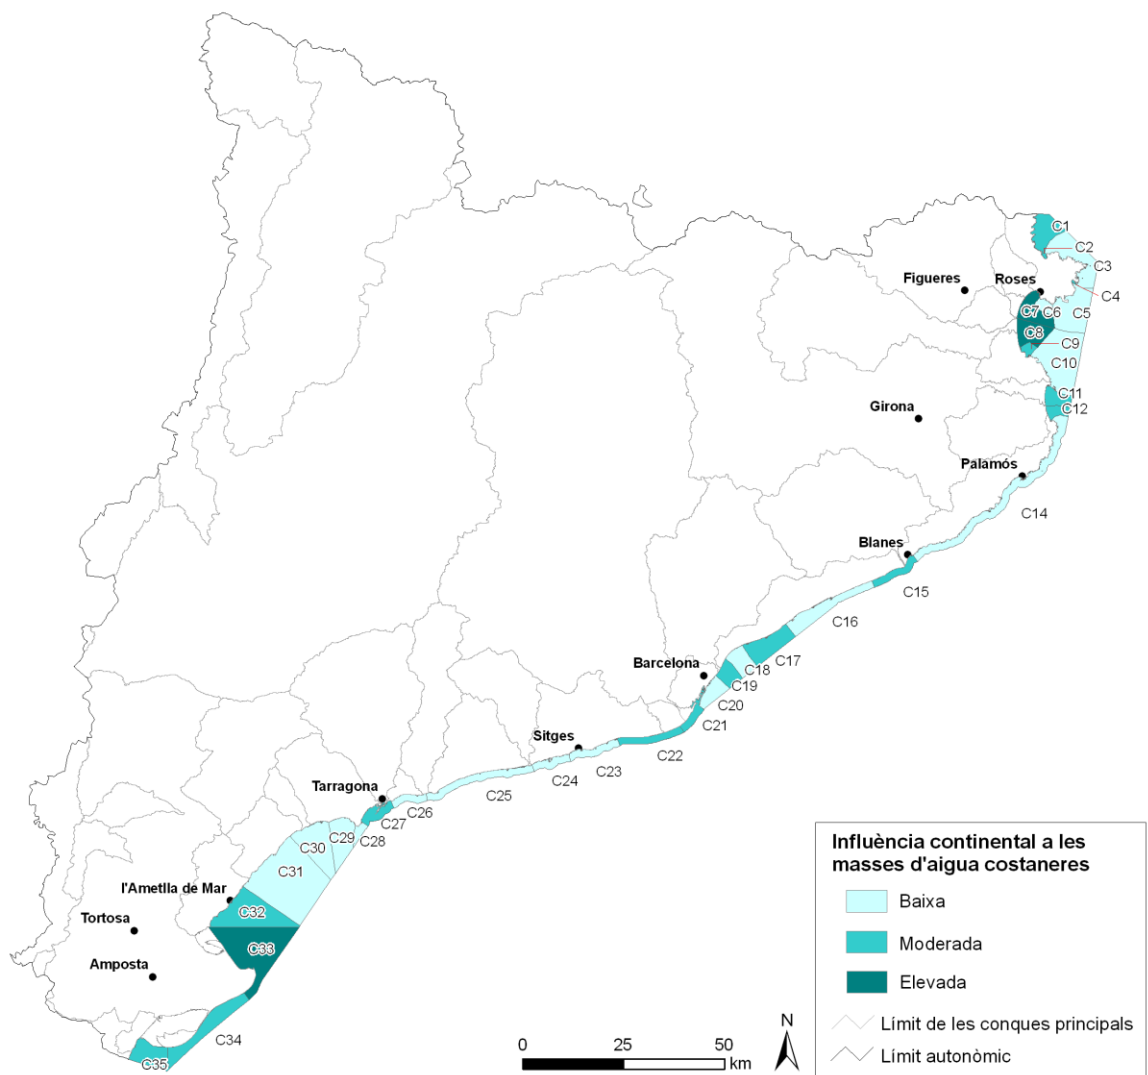 C1
C2
C3
Figueres
Roses
C4
C7
C6
C5
C8
C9
C10
C11
Girona
C12
Palamós
C14
Blanes
C15
C16
Barcelona
C17
C18
C19
C20
C21
Sitges
C22
C23
C24
C25
Tarragona
C26
C27
C28
C29
C30
C31
l'Ametlla de Mar
C32
Tortosa
C33
Amposta
C34
C35
N
0 25 50
km
Influència continental a les
masses d'aigua costaneres
Baixa
Moderada
Elevada
Límit de les conques principals
Límit autonòmic